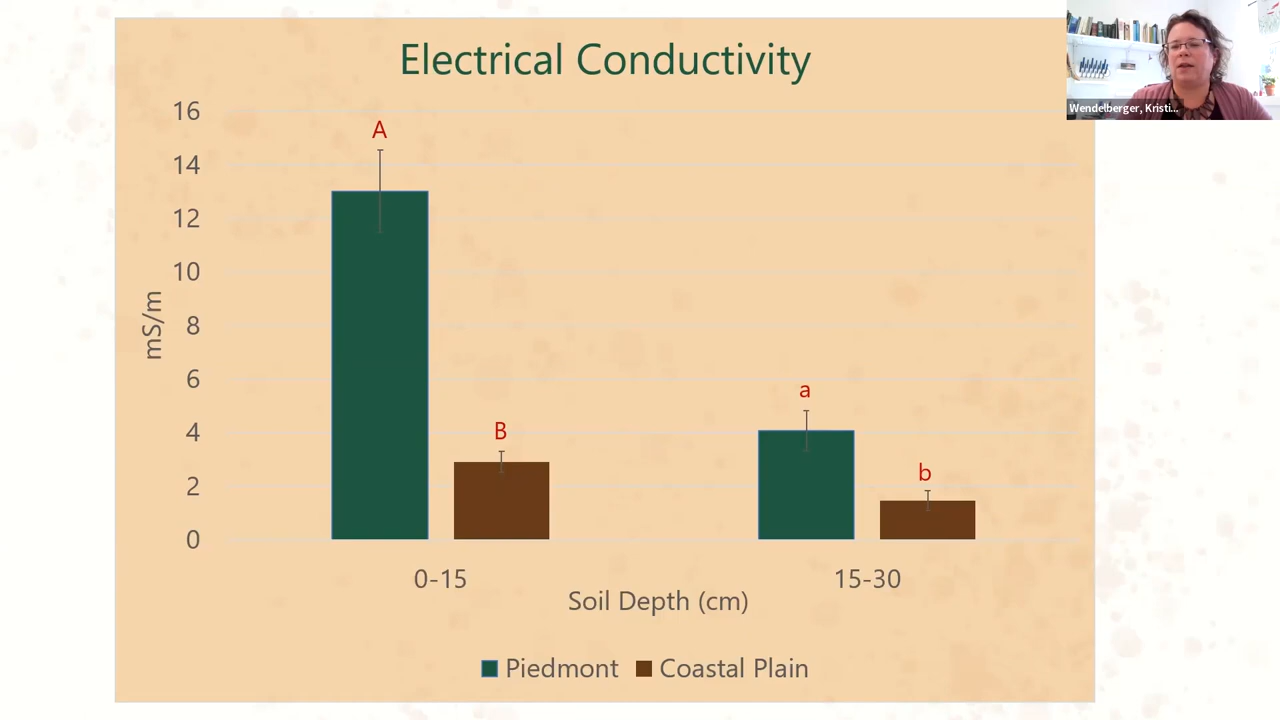 Electrical Conductivity
Wendelberger, Kristi...
16
A
14
12
10
mS/m
8
6
a
4
B
b
2
0
0-15
15-30
Soil Depth (cm)
Piedmont
Coastal Plain